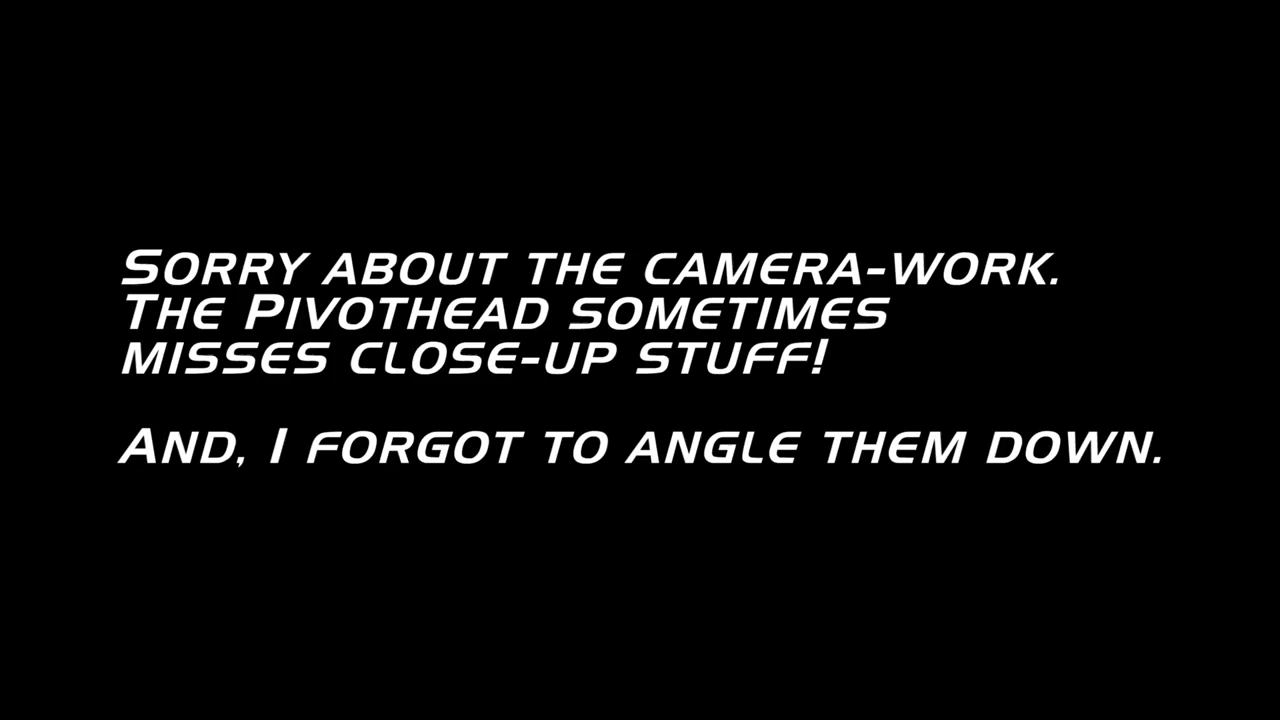 Sorry about the camera-work.
The Pivothead sometimes
misses close-up stuff!
And, I forgot to angle them down.